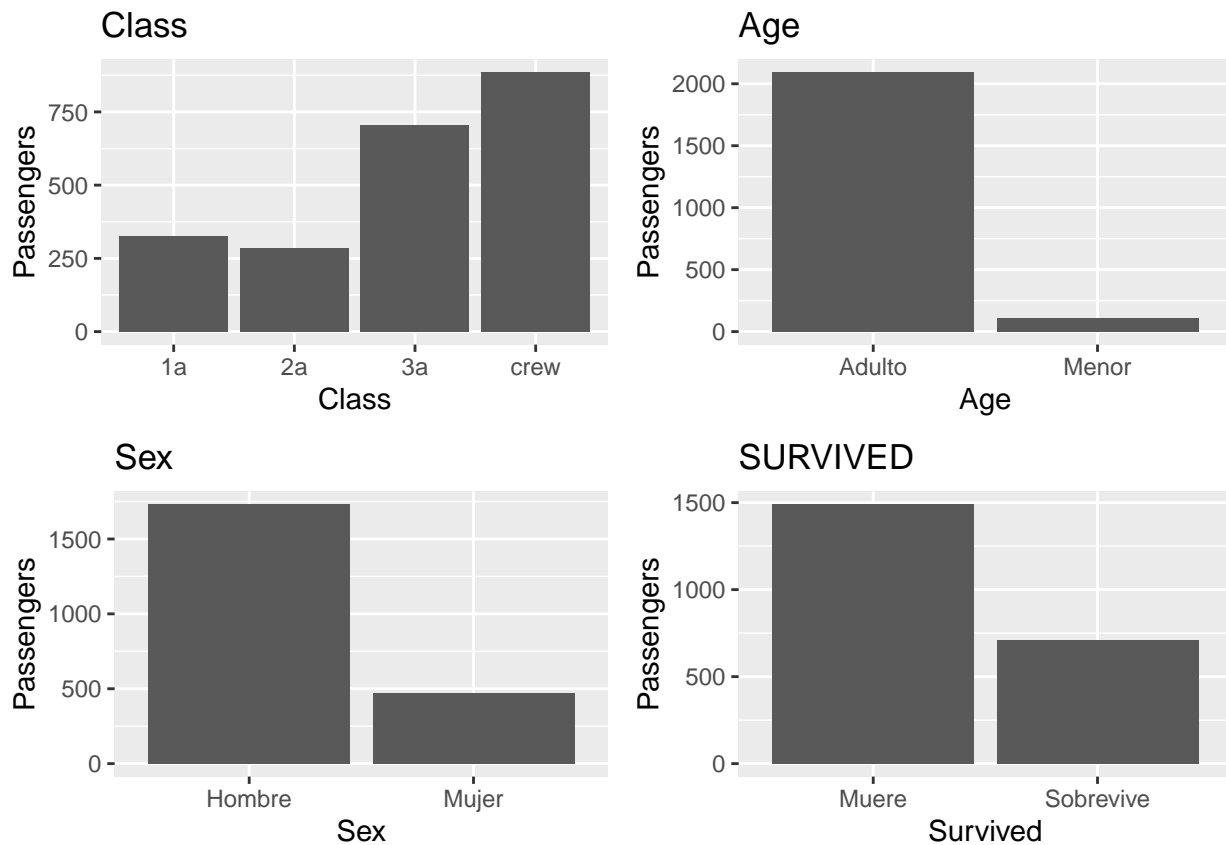 Class
Passengers
750
500
250
0
1a 2a 3a crew
Class
Age
Passengers
2000
1500
1000
500
0
Adulto Menor
Age
Sex
Passengers
1500
1000
500
0
Hombre Mujer
Sex
SURVIVED
Passengers
1500
1000
500
0
Muere Sobrevive
Survived